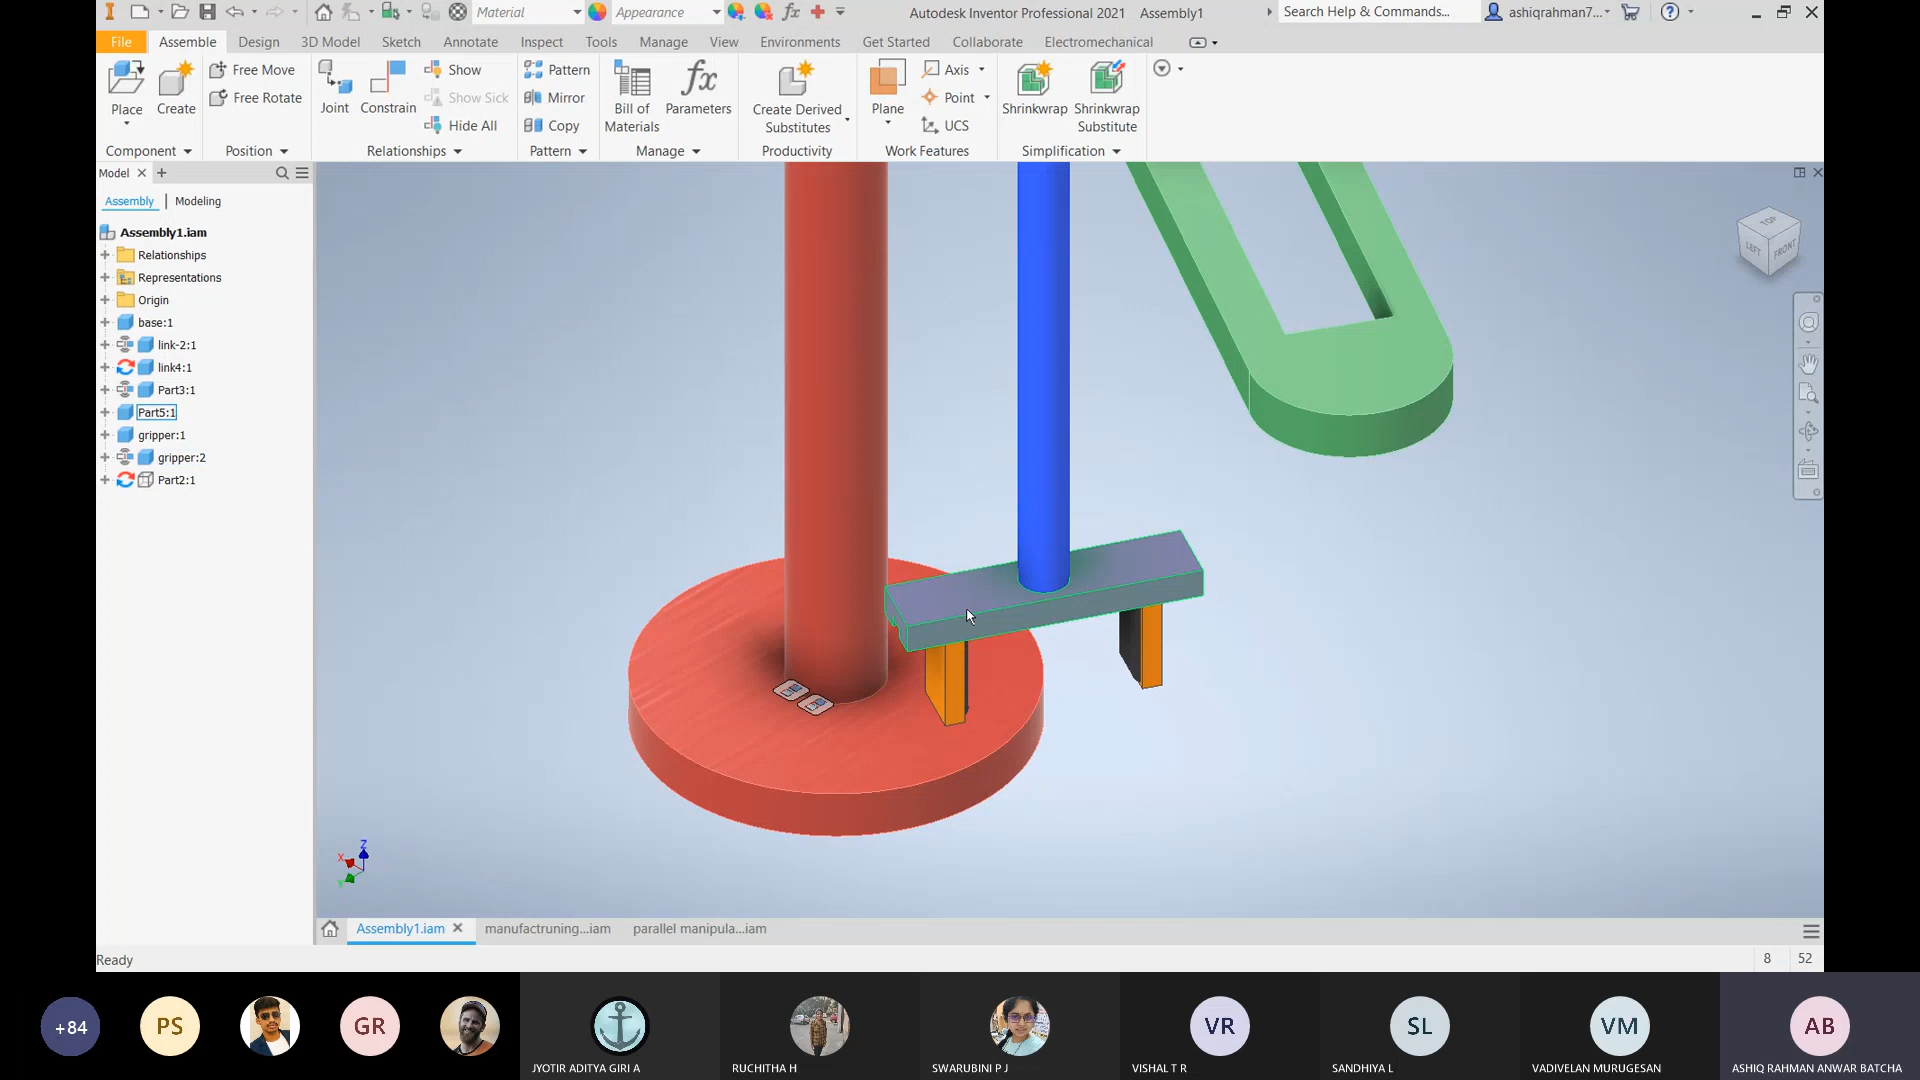 Material
Appearance
fx
Autodesk Inventor Professional 2021 Assembly1
Search Help & Commands...
ashiqrahman7...
File Assemble Design 3D Model Sketch Annotate Inspect Tools Manage View Environments Get Started Collaborate Electromechanical
Place
Create
Free Move
Free Rotate
Component
Position
Joint
Constrain
Show
Show Sick
Hide All
Relationships
Pattern
Mirror
Copy
Pattern
Bill of
Materials
fx
Parameters
Manage
Create Derived
Substitutes
Productivity
Plane
Axis
Point
UCS
Work Features
Shrinkwrap
Shrinkwrap
Substitute
Simplification
Model
Assembly | Modeling
Assembly1.iam
Relationships
Representations
Origin
base:1
link-2:1
link4:1
Part3:1
Part5:1
gripper:1
gripper:2
Part2:1
TOP
LEFT
FRONT
Z
X
Y
Assembly1.iam
manufactruning...iam
parallel manipula...iam
Ready
8 52
+84
PS
GR
VR
SL
VM
AB
JYOTIR ADITYA GIRI A
RUCHITHA H
SWARUBINI P J
VISHAL T R
SANDHIYA L
VADIVELAN MURUGESAN
ASHIQ RAHMAN ANWAR BATCHA